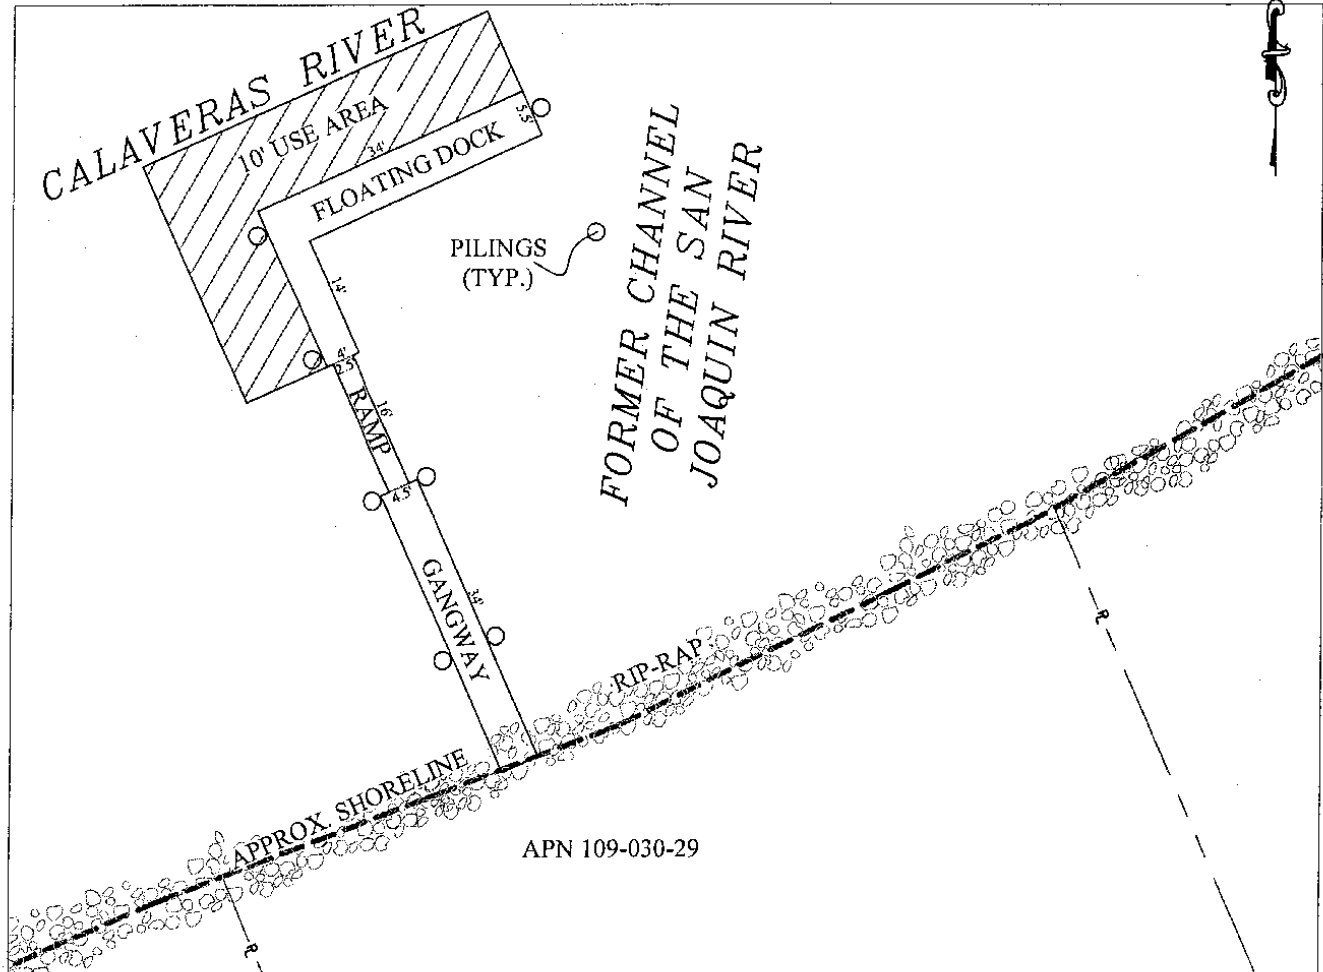 CALAVERAS RIVER
10' USE AREA
34'
5.5'
FLOATING DOCK
PILINGS
(TYP.)
FORMER CHANNEL
OF THE SAN
JOAQUIN RIVER
14'
4'
2.5'
RAMP
16'
4.5'
GANGWAY
34'
RIP-RAP
APPROX. SHORELINE
APN 109-030-29